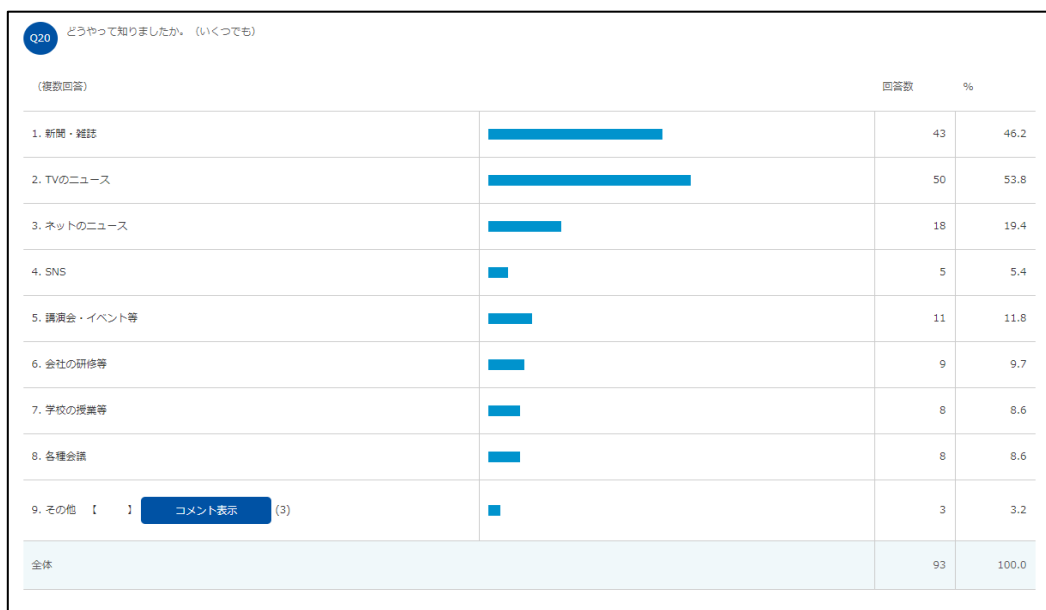 Q20 どうやって知りましたか。（いくつでも）
（複数回答） 回答数 %
1. 新聞・雑誌 43 46.2
2. TVのニュース 50 53.8
3. ネットのニュース 18 19.4
4. SNS 5 5.4
5. 講演会・イベント等 11 11.8
6. 会社の研修等 9 9.7
7. 学校の授業等 8 8.6
8. 各種会議 8 8.6
9. その他 【 】 コメント表示 (3) 3 3.2
全体 93 100.0